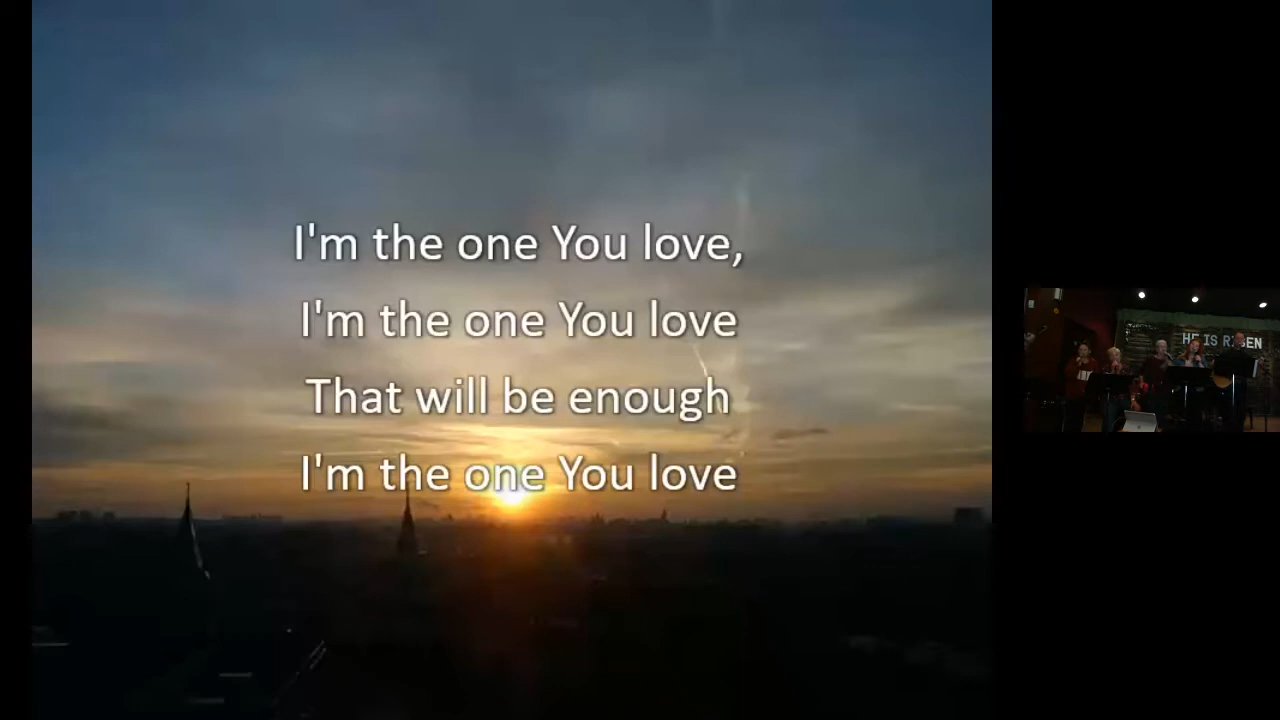 I'm the one You love,
I'm the one You love
That will be enough
I'm the one You love
HE IS RISEN